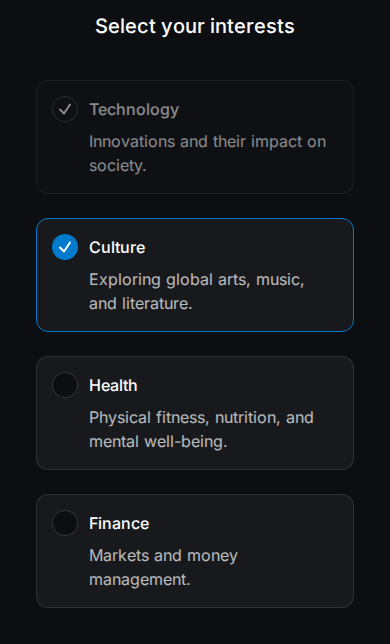 Select your interests
Technology
Innovations and their impact on
society.
Culture
Exploring global arts, music,
and literature.
Health
Physical fitness, nutrition, and
mental well-being.
Finance
Markets and money
management.